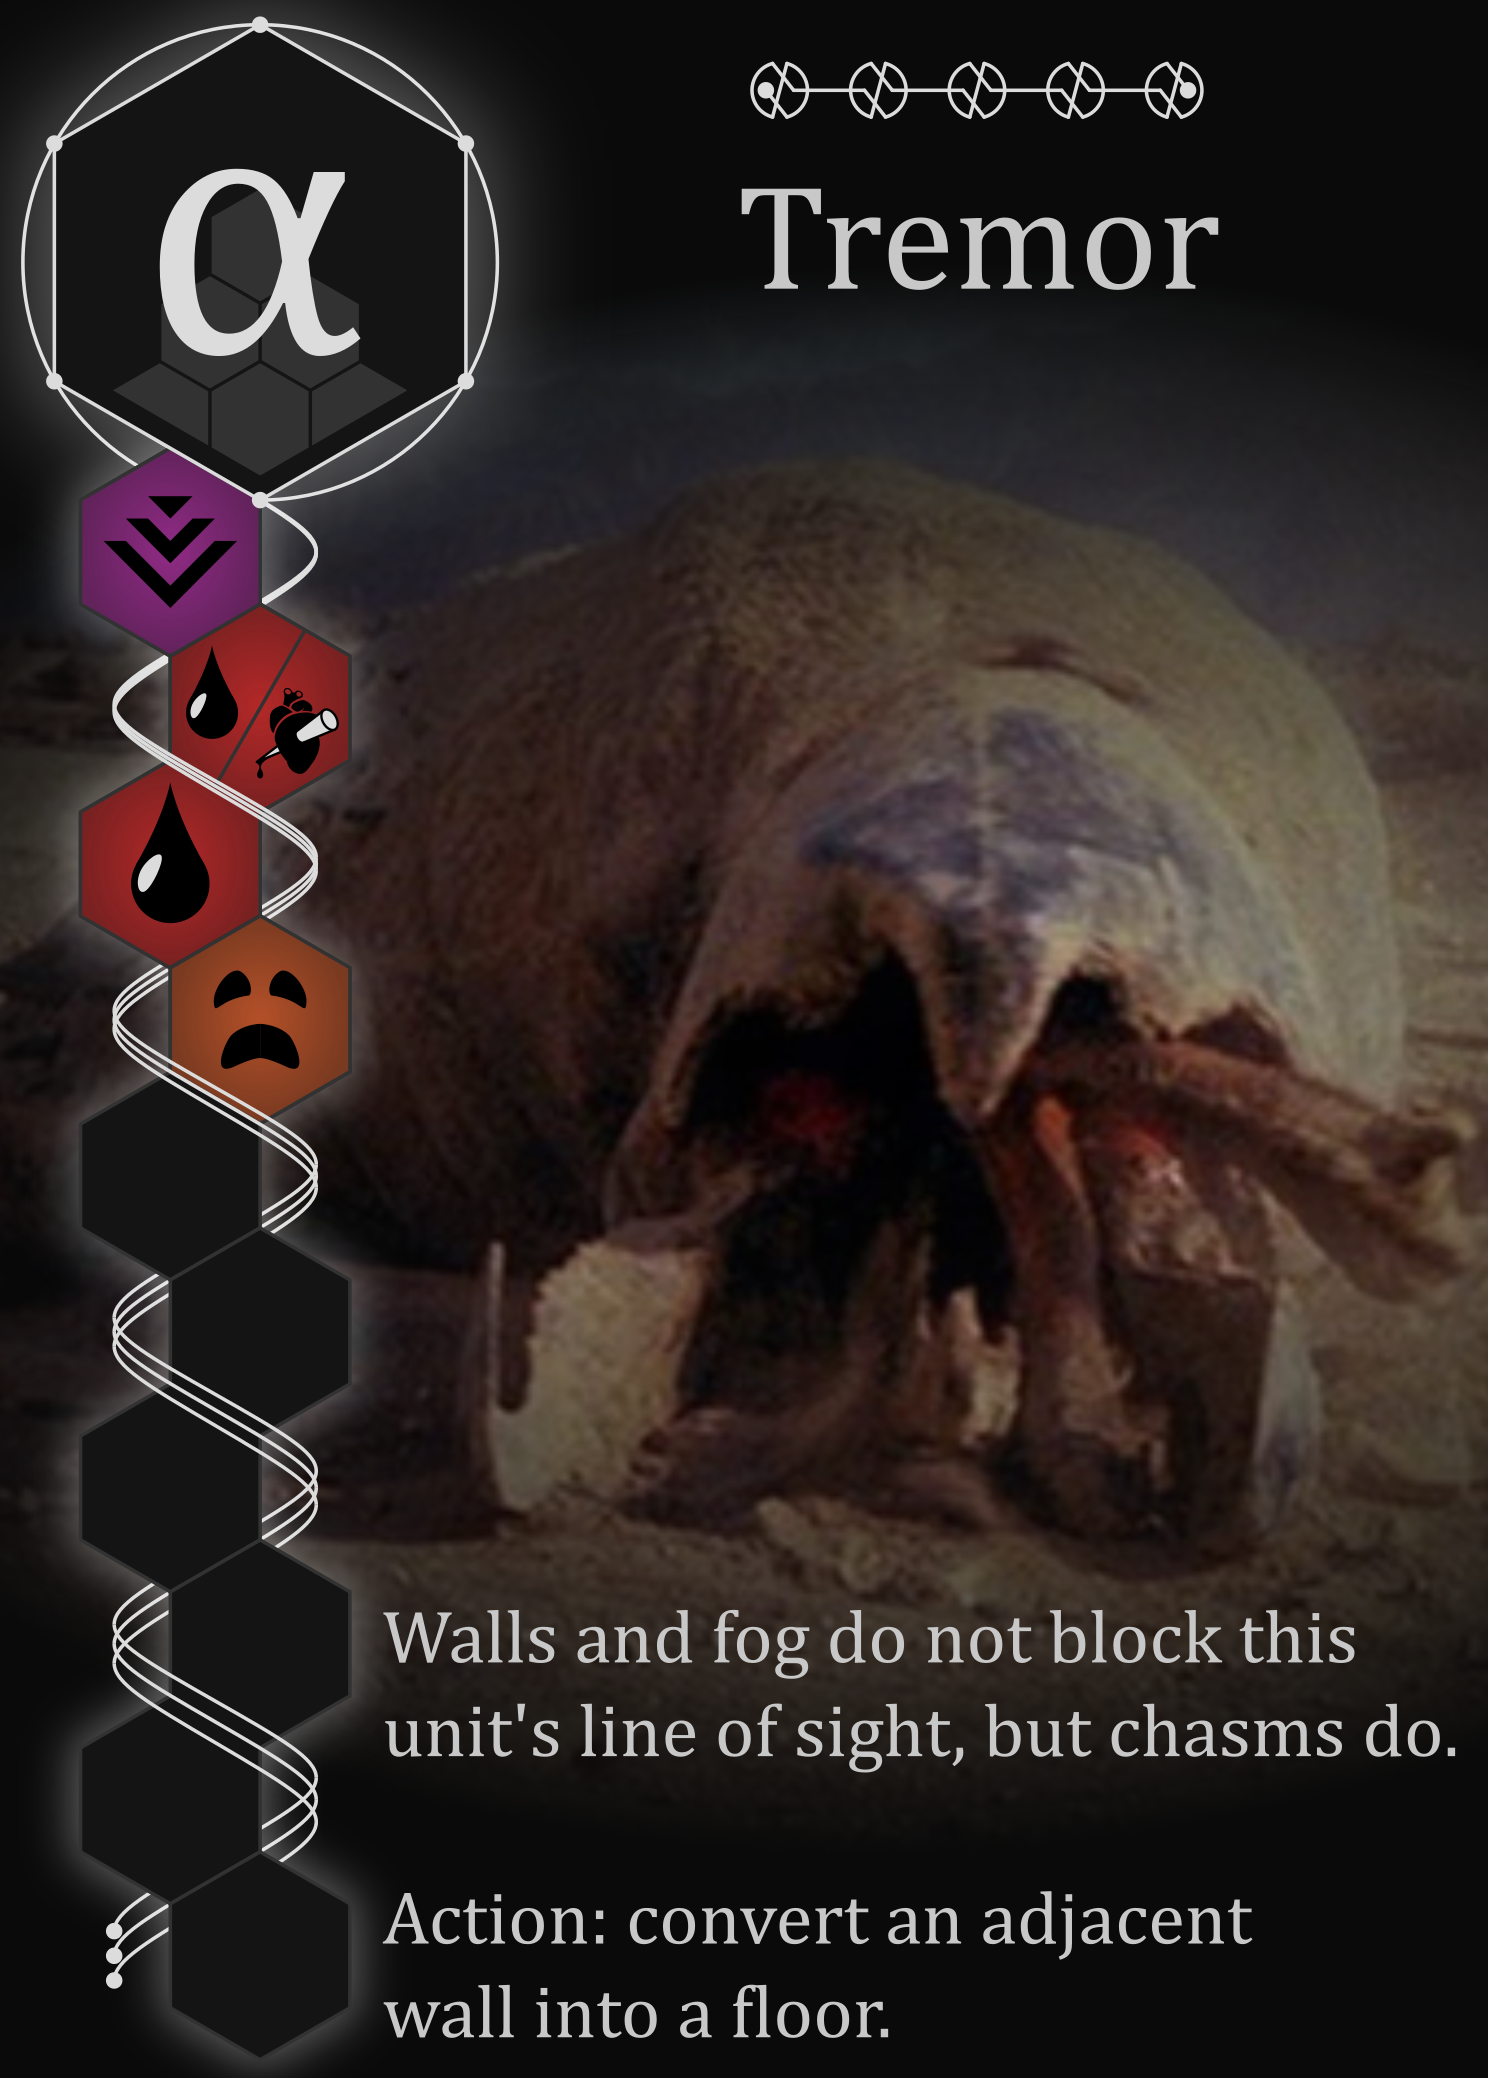 α
Tremor
Walls and fog do not block this
unit's line of sight, but chasms do.
Action: convert an adjacent
wall into a floor.